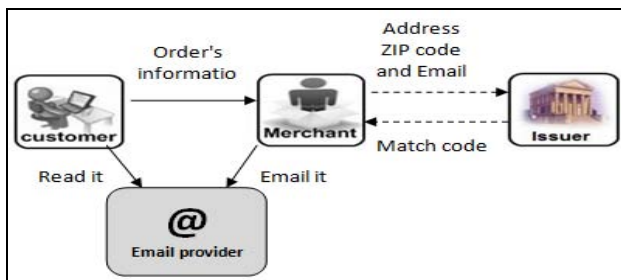 Order's
informatio
Address
ZIP code
and Email
customer
Merchant
Issuer
Match code
Read it
Email it
@
Email provider